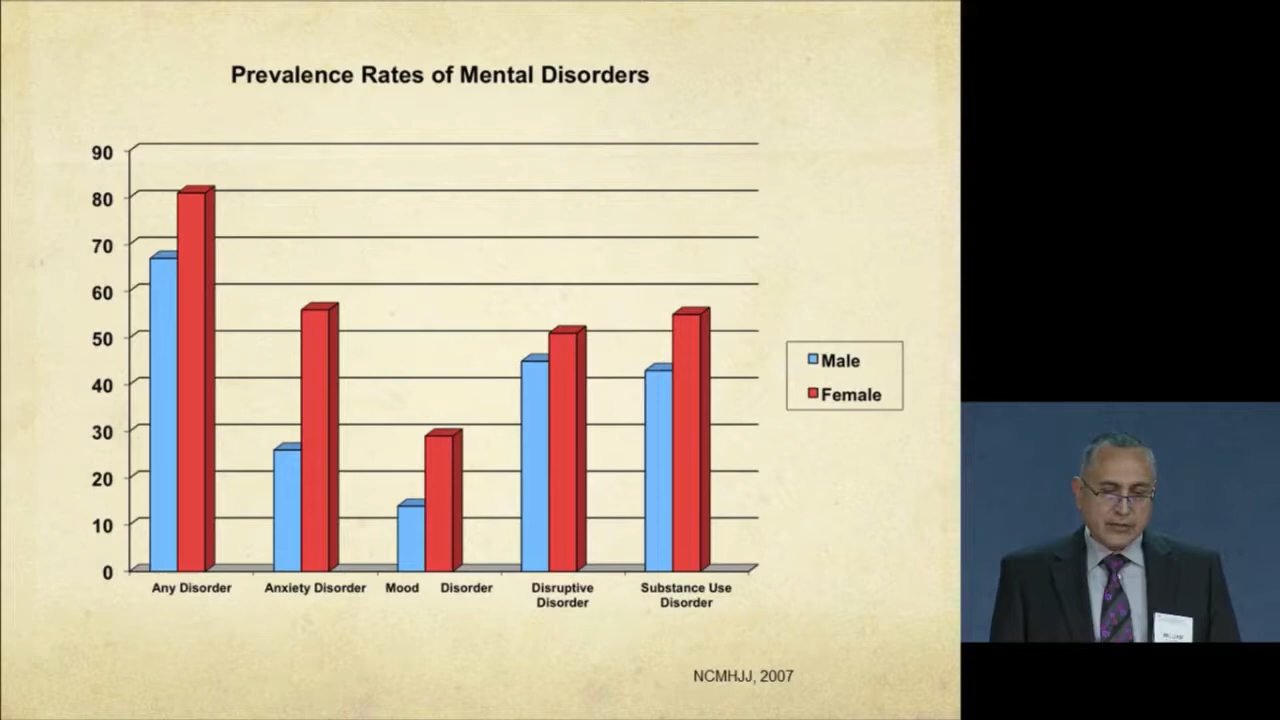 Prevalence Rates of Mental Disorders
90
80
70
60
50
40
30
20
10
0
Any Disorder
Anxiety Disorder
Mood Disorder
Disruptive
Disorder
Substance Use
Disorder
Male
Female
NCMHJJ, 2007